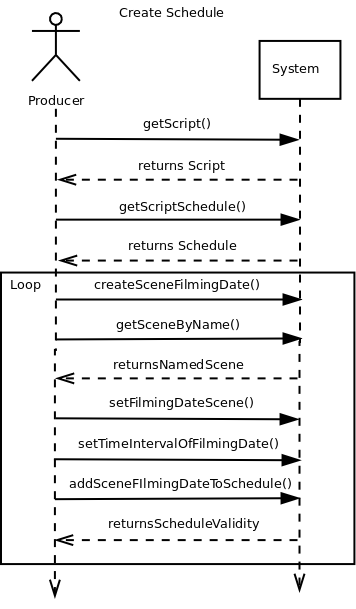 Create Schedule
System
Producer
getScript()
returns Script
getScriptSchedule()
returns Schedule
Loop
createSceneFilmingDate()
getSceneByName()
returnsNamedScene
setFilmingDateScene()
setTimeIntervalOfFilmingDate()
addSceneFIlmingDateToSchedule()
returnsScheduleValidity